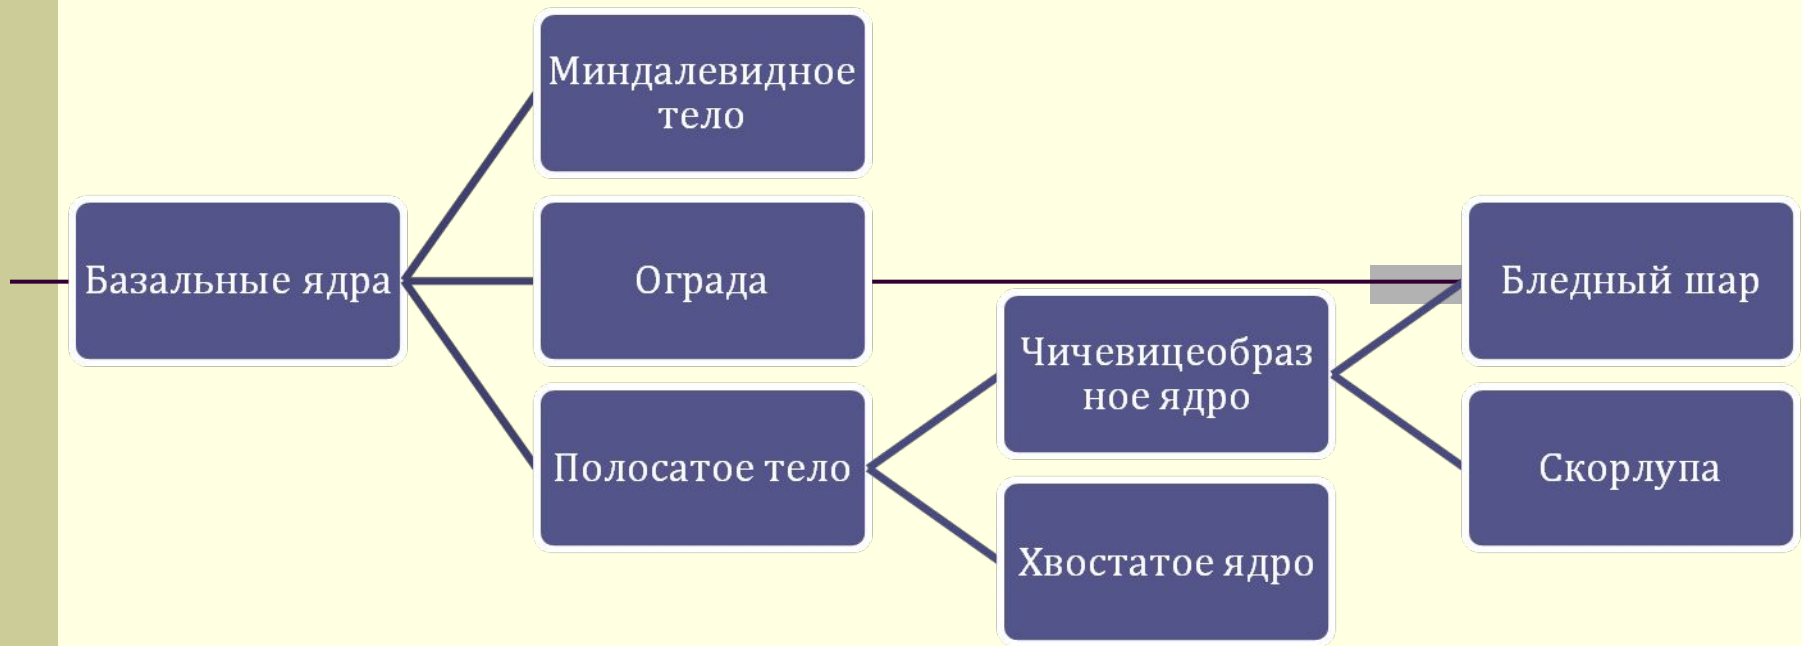 Миндалевидное
тело
Базальные ядра
Ограда
Бледный шар
Чичевицеобраз
ное ядро
Полосатое тело
Скорлупа
Хвостатое ядро